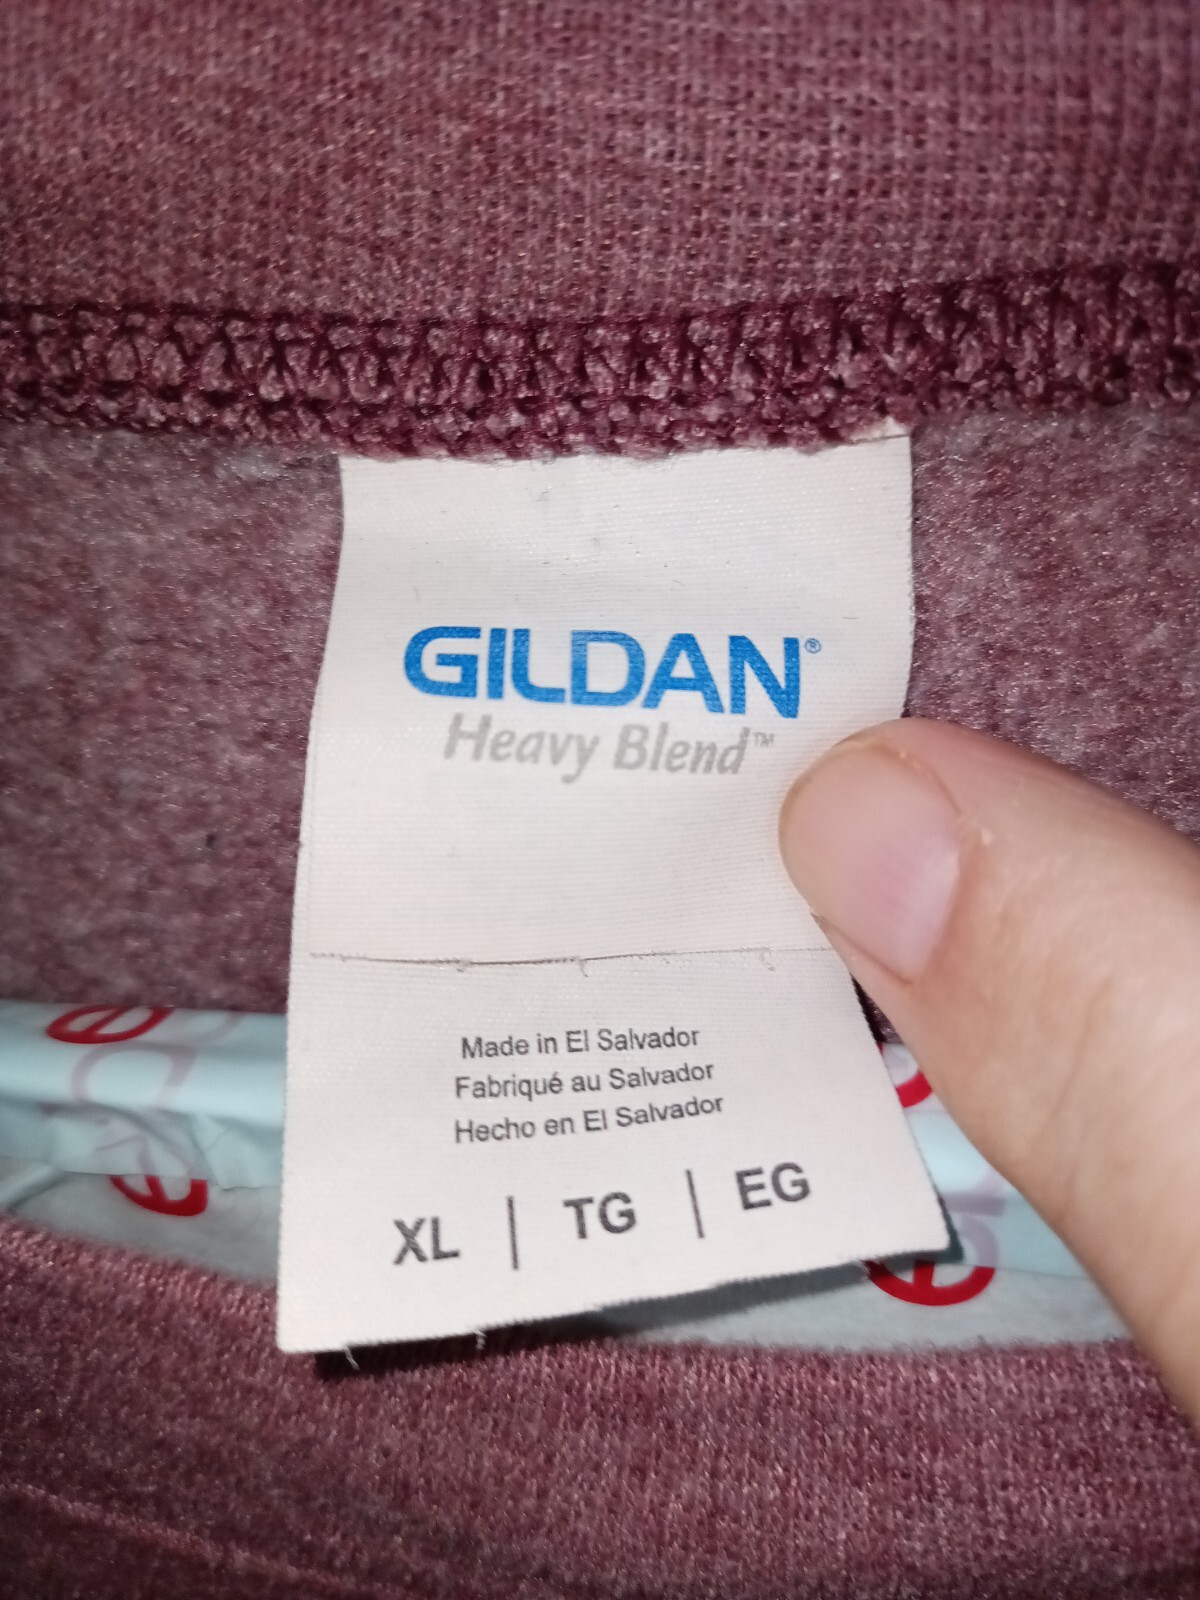 GILDAN®
Heavy Blend™
Made in El Salvador
Fabriqué au Salvador
Hecho en El Salvador
XL | TG | EG